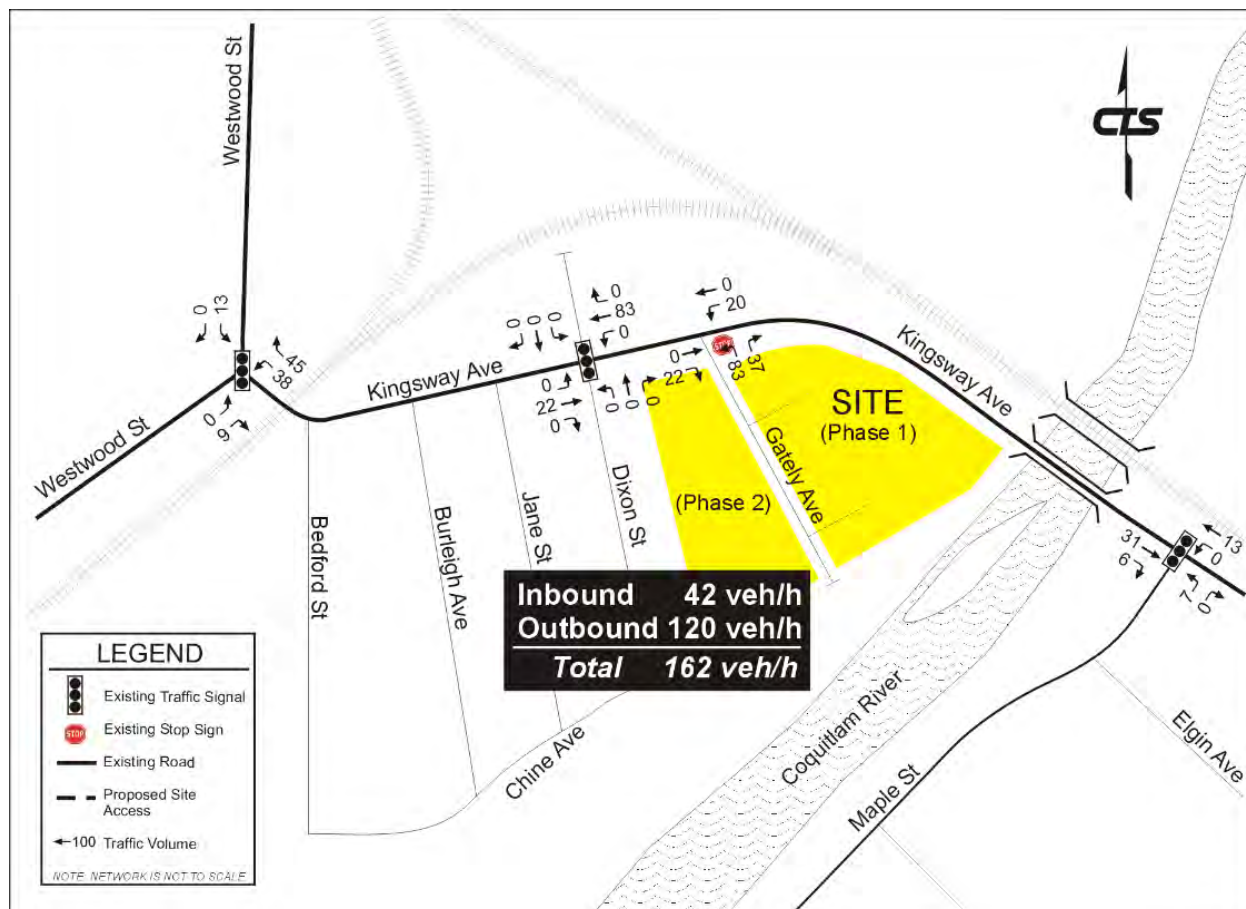 Westwood St
CTS
0
13
45
38
0
9
Westwood St
Kingsway Ave
0
0
0
0
83
0
0
22
0
0
0
0
0
20
0
22
STOP
83
37
Kingsway Ave
SITE
(Phase 1)
Gately Ave
(Phase 2)
Dixon St
Jane St
Burleigh Ave
Bedford St
31
6
13
0
7
0
Inbound 42 veh/h
Outbound 120 veh/h
Total 162 veh/h
Chine Ave
Coquitlam River
Maple St
Elgin Ave
LEGEND
Existing Traffic Signal
STOP
Existing Stop Sign
Existing Road
Proposed Site
Access
100 Traffic Volume
NOTE: NETWORK IS NOT TO SCALE